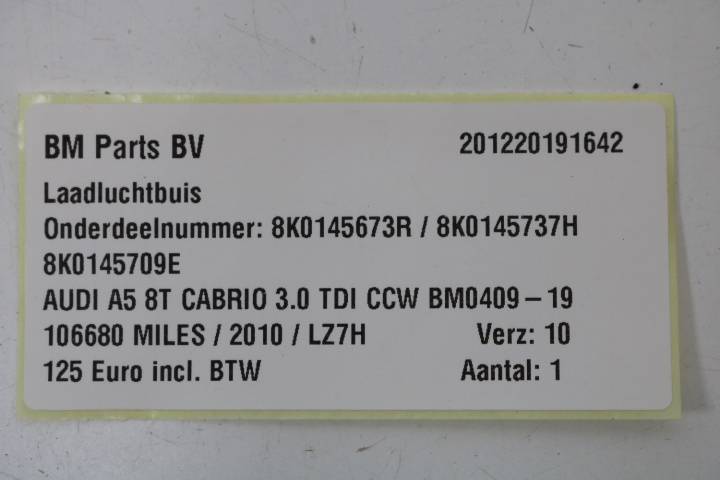 BM Parts BV 201220191642
Laadluchtbuis
Onderdeelnummer: 8K0145673R / 8K0145737H
8K0145709E
AUDI A5 8T CABRIO 3.0 TDI CCW BM0409 – 19
106680 MILES / 2010 / LZ7H Verz: 10
125 Euro incl. BTW Aantal: 1